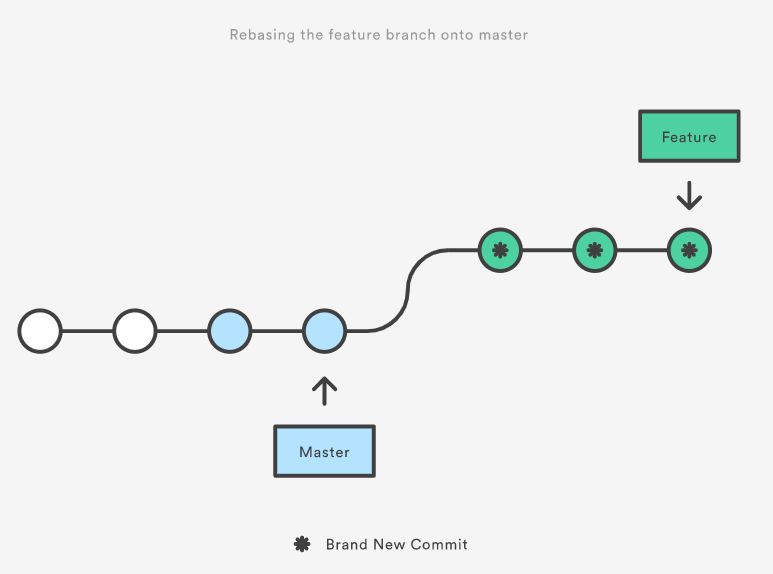 Rebasing the feature branch onto master
Feature
Master
Brand New Commit